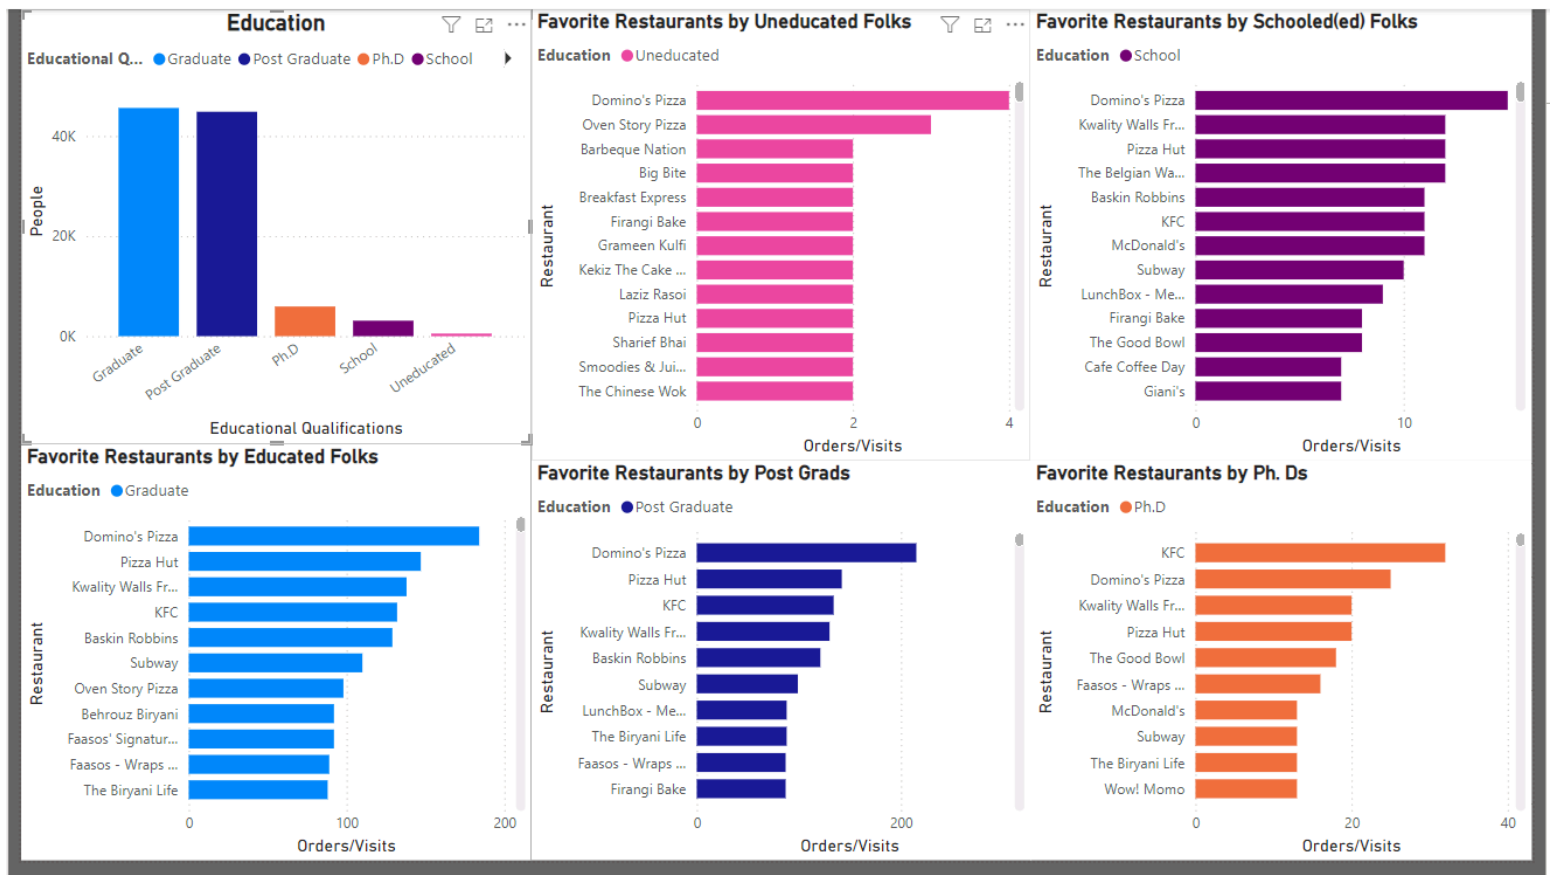 Education
Educational Q... Graduate Post Graduate Ph.D School
People
40K
20K
0K
Graduate
Post Graduate
Ph.D
School
Uneducated
Educational Qualifications
Favorite Restaurants by Uneducated Folks
Education Uneducated
Restaurant
Domino's Pizza
Oven Story Pizza
Barbeque Nation
Big Bite
Breakfast Express
Firangi Bake
Grameen Kulfi
Kekiz The Cake ...
Laziz Rasoi
Pizza Hut
Sharief Bhai
Smoodies & Jui...
The Chinese Wok
0 2 4
Orders/Visits
Favorite Restaurants by Schooled(ed) Folks
Education School
Restaurant
Domino's Pizza
Kwality Walls Fr...
Pizza Hut
The Belgian Wa...
Baskin Robbins
KFC
McDonald's
Subway
LunchBox - Me...
Firangi Bake
The Good Bowl
Cafe Coffee Day
Giani's
0 10
Orders/Visits
Favorite Restaurants by Educated Folks
Education Graduate
Restaurant
Domino's Pizza
Pizza Hut
Kwality Walls Fr...
KFC
Baskin Robbins
Subway
Oven Story Pizza
Behrouz Biryani
Faasos' Signatur...
Faasos - Wraps ...
The Biryani Life
0 100 200
Orders/Visits
Favorite Restaurants by Post Grads
Education Post Graduate
Restaurant
Domino's Pizza
Pizza Hut
KFC
Kwality Walls Fr...
Baskin Robbins
Subway
LunchBox - Me...
The Biryani Life
Faasos - Wraps ...
Firangi Bake
0 200
Orders/Visits
Favorite Restaurants by Ph. Ds
Education Ph.D
Restaurant
KFC
Domino's Pizza
Kwality Walls Fr...
Pizza Hut
The Good Bowl
Faasos - Wraps ...
McDonald's
Subway
The Biryani Life
Wow! Momo
0 20 40
Orders/Visits